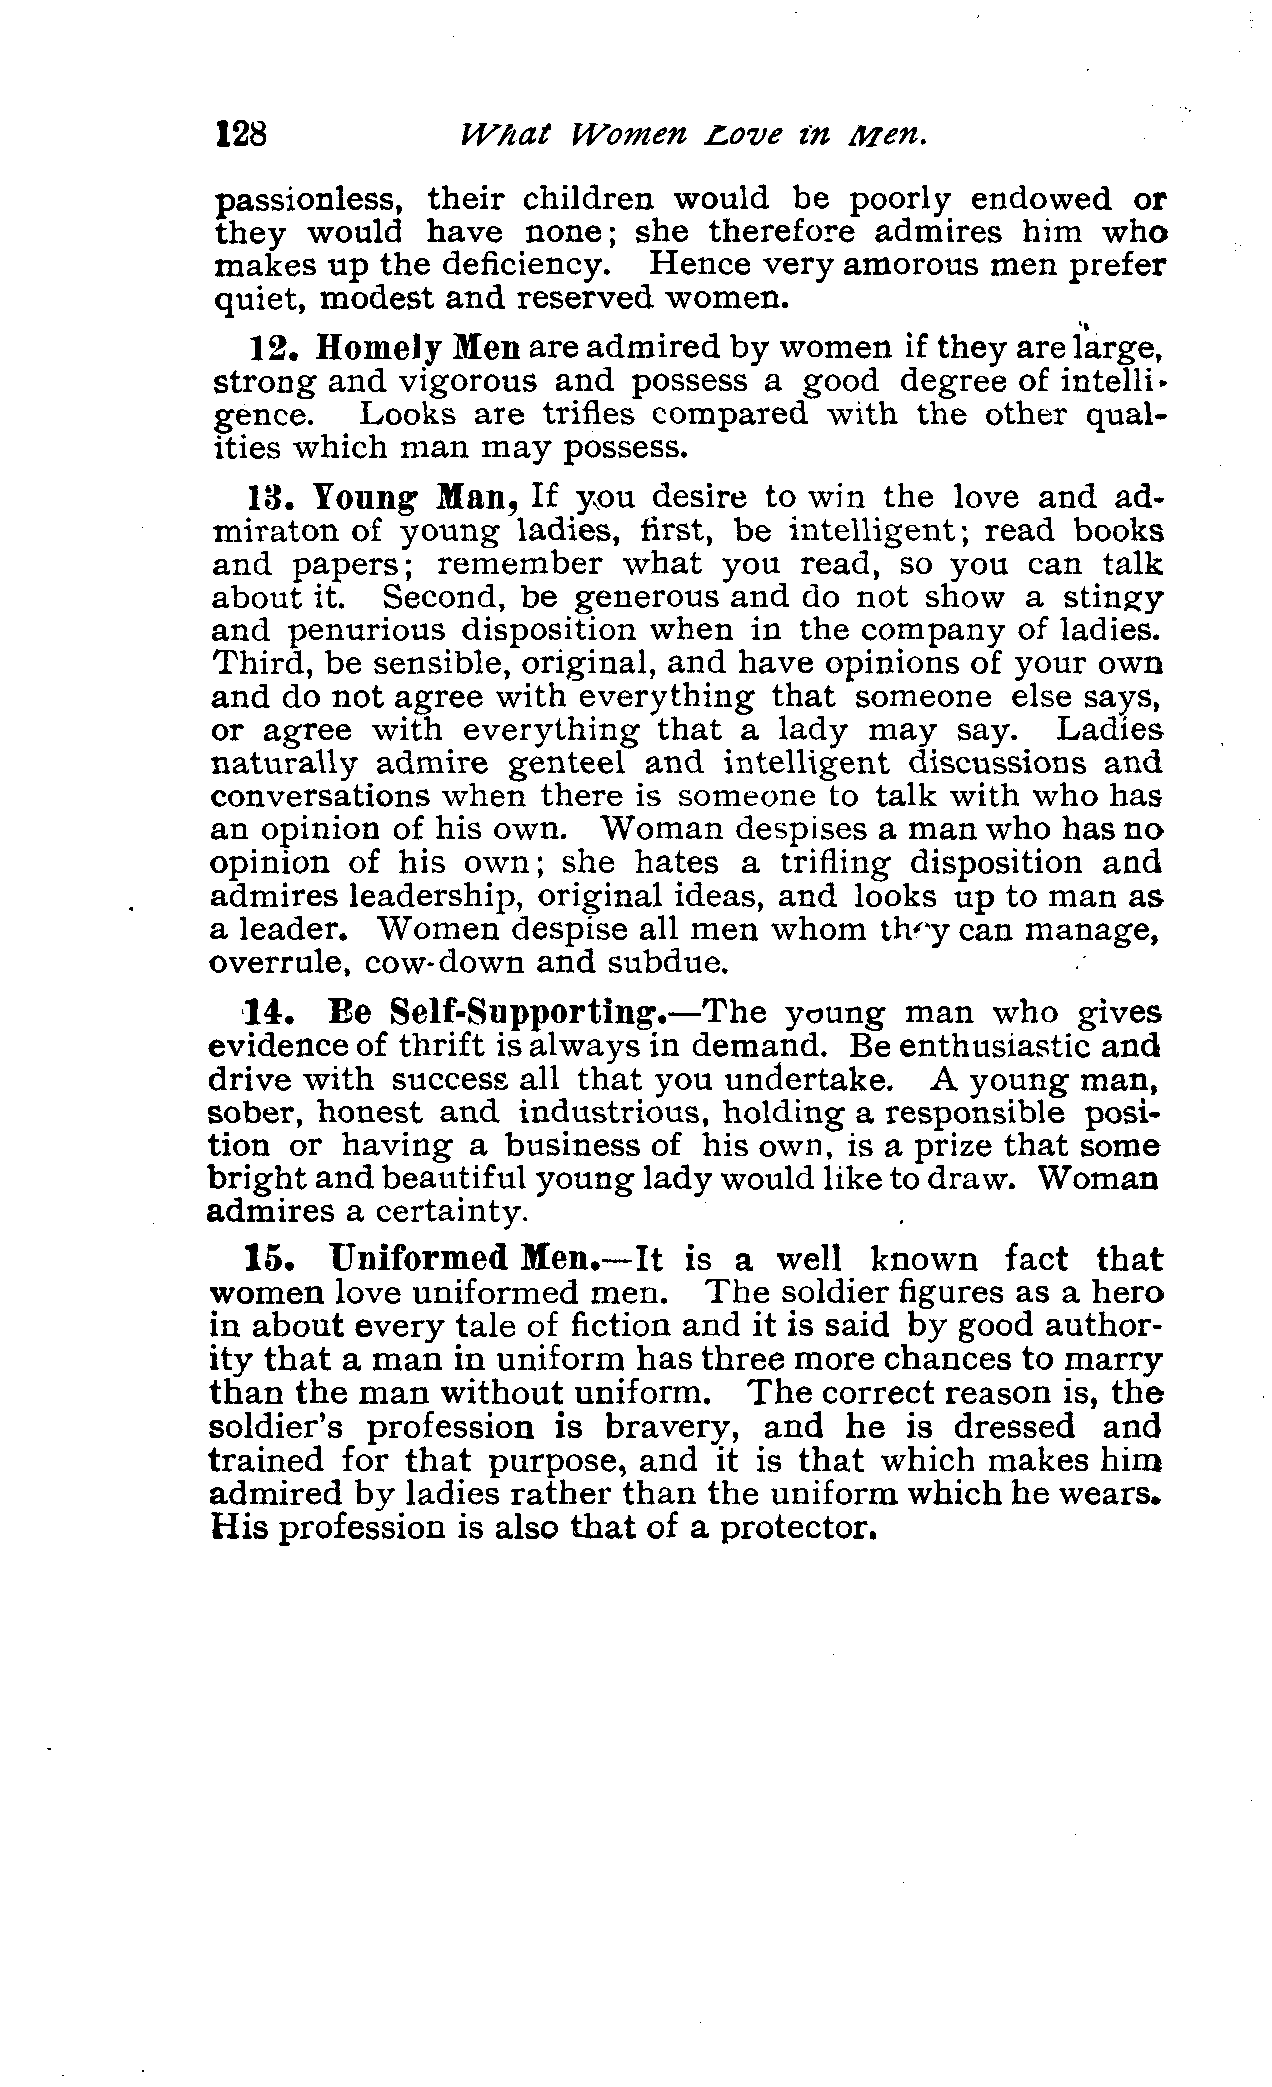 128 What Women Love in Men.
passionless, their children would be poorly endowed or
they would have none; she therefore admires him who
makes up the deficiency. Hence very amorous men prefer
quiet, modest and reserved women.
12. Homely Men are admired by women if they are large,
strong and vigorous and possess a good degree of intelli-
gence. Looks are trifles compared with the other qual-
ities which man may possess.
13. Young Man, If you desire to win the love and ad-
miraton of young ladies, first, be intelligent; read books
and papers; remember what you read, so you can talk
about it. Second, be generous and do not show a stingy
and penurious disposition when in the company of ladies.
Third, be sensible, original, and have opinions of your own
and do not agree with everything that someone else says,
or agree with everything that a lady may say. Ladies
naturally admire genteel and intelligent discussions and
conversations when there is someone to talk with who has
an opinion of his own. Woman despises a man who has no
opinion of his own; she hates a trifling disposition and
admires leadership, original ideas, and looks up to man as
a leader. Women despise all men whom they can manage,
overrule, cow-down and subdue.
14. Be Self-Supporting.—The young man who gives
evidence of thrift is always in demand. Be enthusiastic and
drive with success all that you undertake. A young man,
sober, honest and industrious, holding a responsible posi-
tion or having a business of his own, is a prize that some
bright and beautiful young lady would like to draw. Woman
admires a certainty.
15. Uniformed Men.—It is a well known fact that
women love uniformed men. The soldier figures as a hero
in about every tale of fiction and it is said by good author-
ity that a man in uniform has three more chances to marry
than the man without uniform. The correct reason is, the
soldier's profession is bravery, and he is dressed and
trained for that purpose, and it is that which makes him
admired by ladies rather than the uniform which he wears.
His profession is also that of a protector.